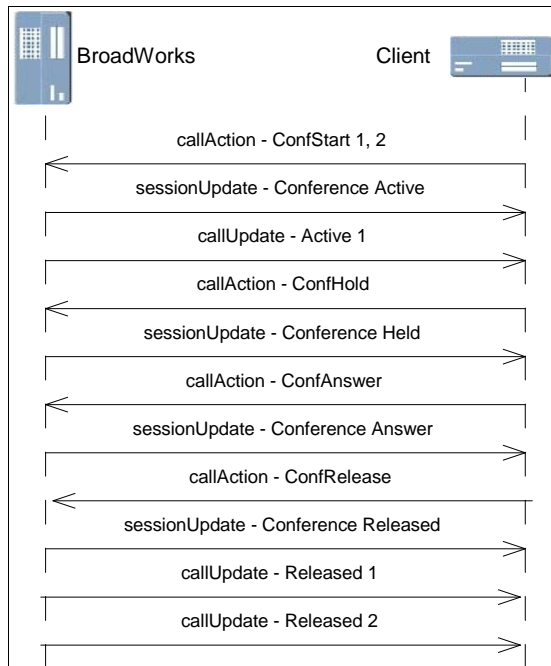 BroadWorks
Client
callAction - ConfStart 1, 2
sessionUpdate - Conference Active
callUpdate - Active 1
callAction - ConfHold
sessionUpdate - Conference Held
callAction - ConfAnswer
sessionUpdate - Conference Answer
callAction - ConfRelease
sessionUpdate - Conference Released
callUpdate - Released 1
callUpdate - Released 2